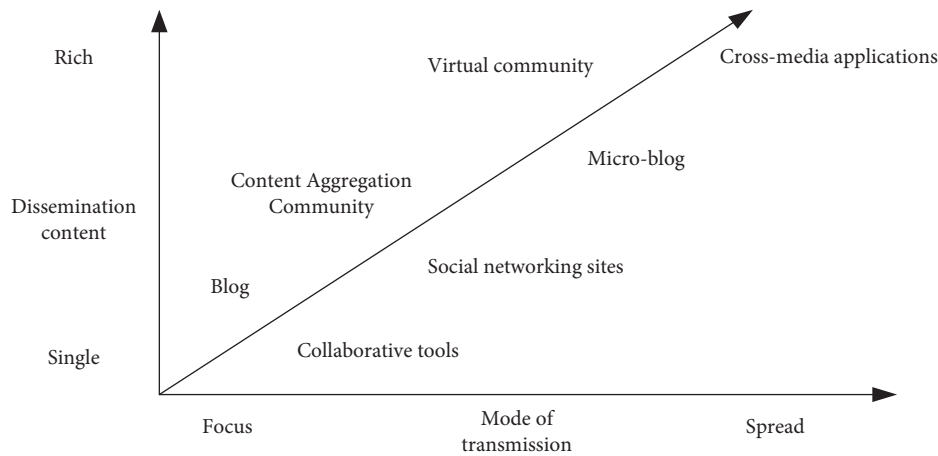 Rich
Virtual community
Cross-media applications
Micro-blog
Content Aggregation
Community
Dissemination
content
Social networking sites
Blog
Single
Collaborative tools
Focus
Mode of
transmission
Spread